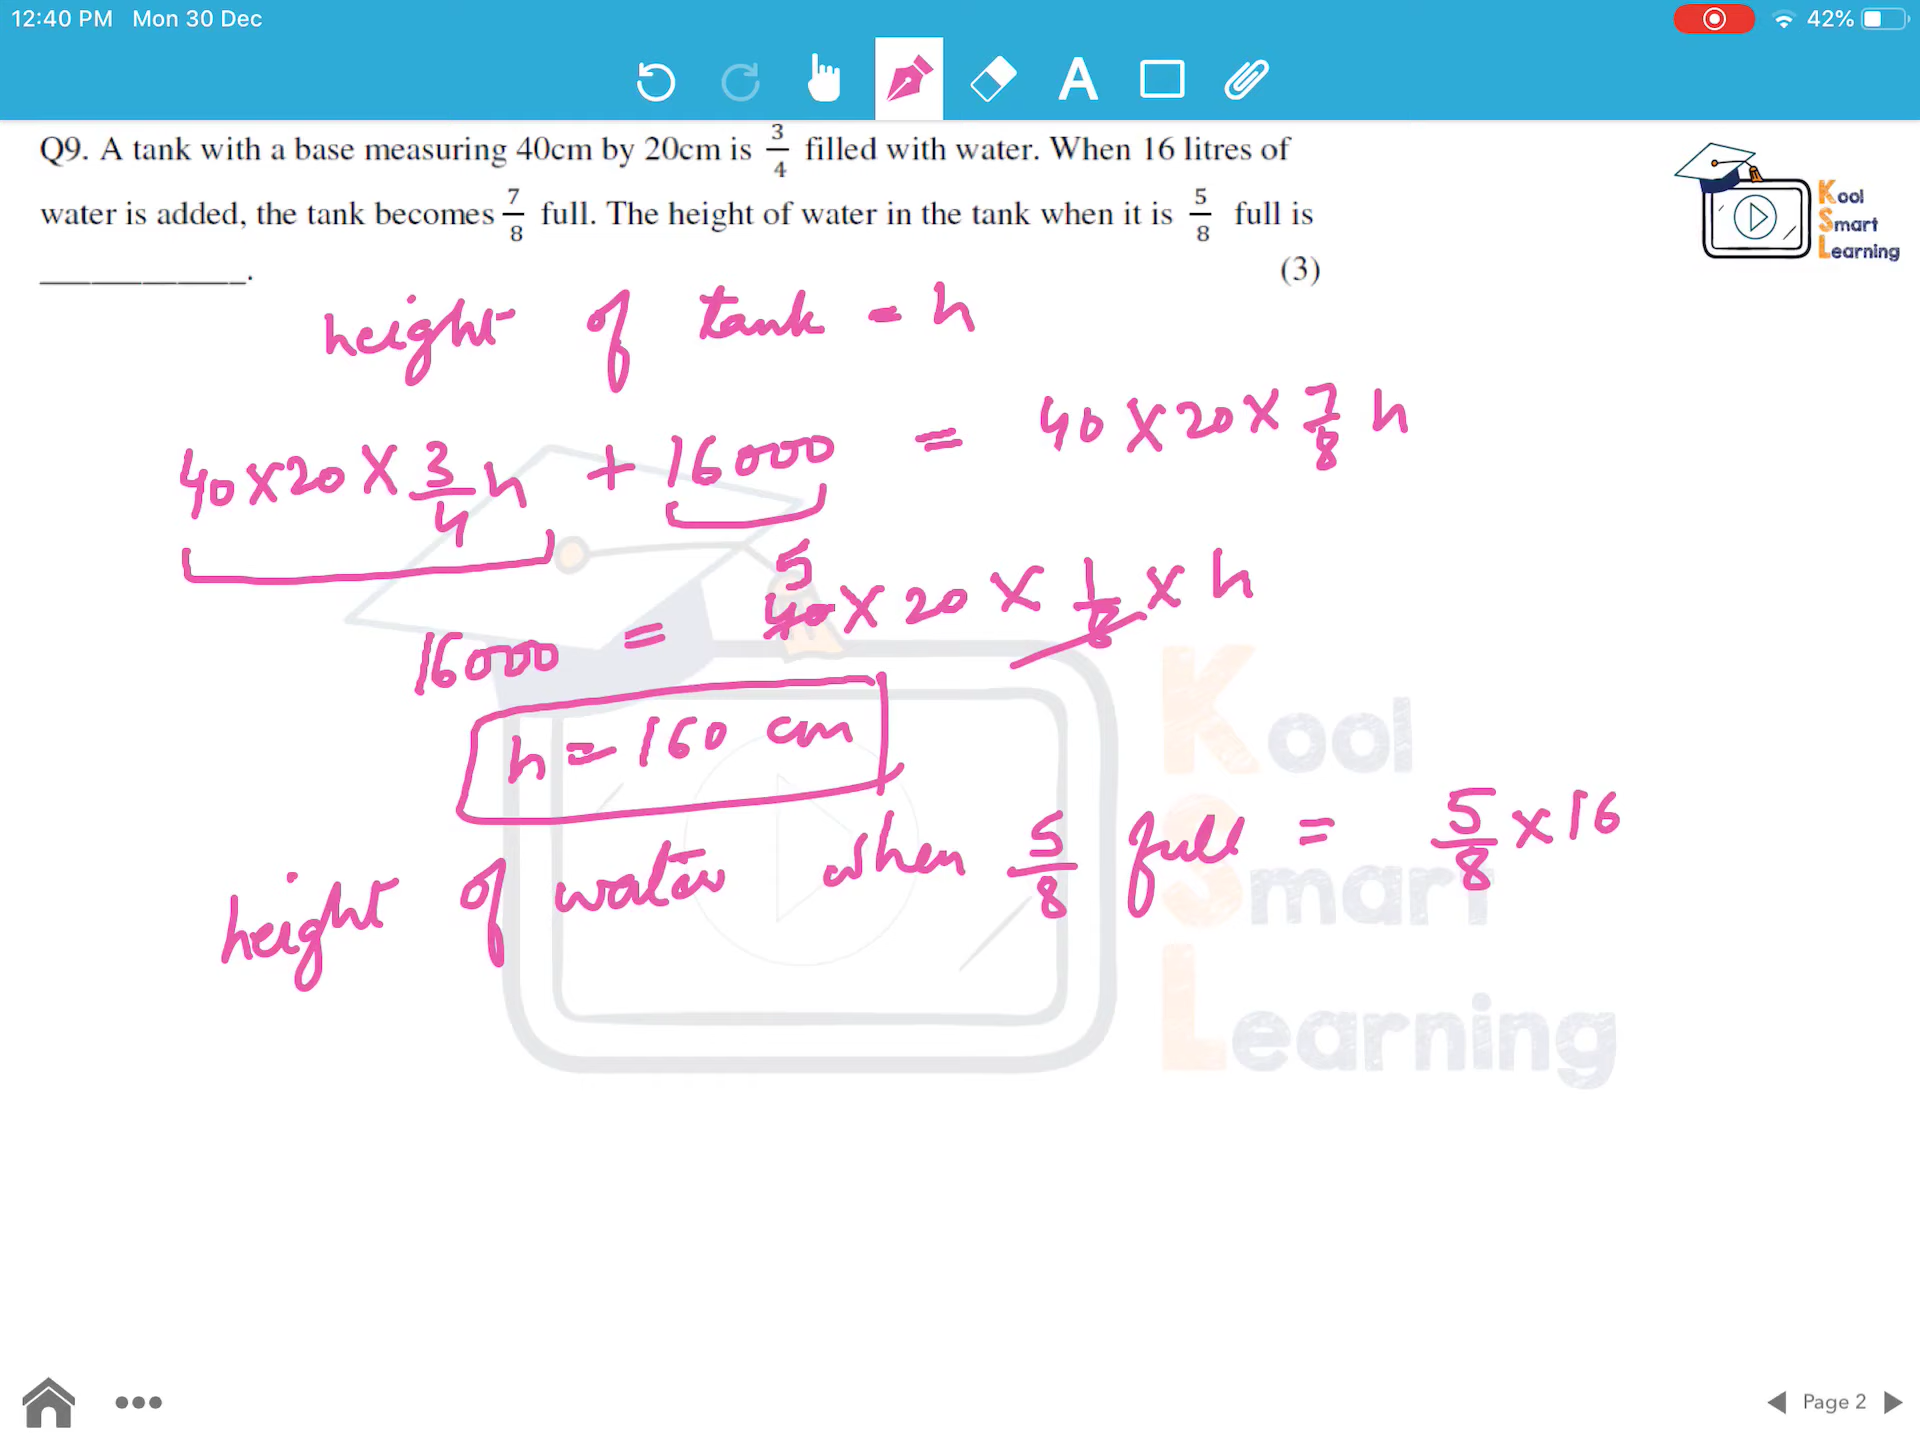 12:40 PM Mon 30 Dec 42%
A
Q9. A tank with a base measuring 40cm by 20cm is 3/4 filled with water. When 16 litres of
water is added, the tank becomes 7/8 full. The height of water in the tank when it is 5/8 full is
____________. (3)
Kool
Smart
Learning
height of tank = h
40 × 20 × 3/4 h + 16000 = 40 × 20 × 7/8 h
5
16000 = 40 × 20 × 1/8 × h
h = 160 cm
height of water when 5/8 full = 5/8 × 16
Kool
Smart
Learning
Page 2